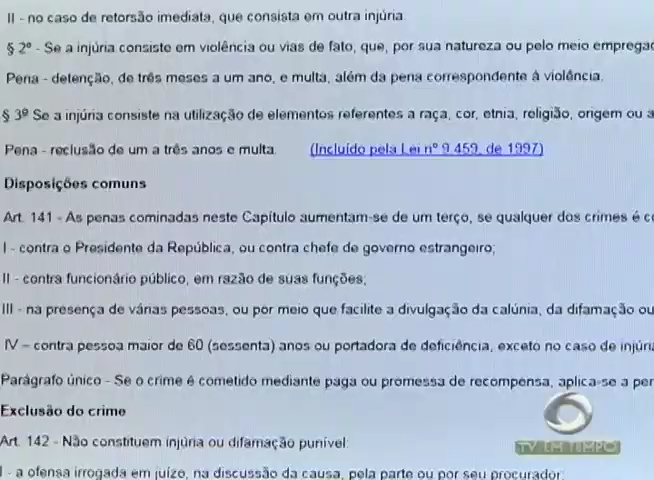 II - no caso de retorsão imediata, que consista em outra injúria.
§ 2º - Se a injúria consiste em violência ou vias de fato, que, por sua natureza ou pelo meio empregad
Pena - detenção, de três meses a um ano, e multa, além da pena correspondente à violência.
§ 3º Se a injúria consiste na utilização de elementos referentes a raça, cor, etnia, religião, origem ou a
Pena - reclusão de um a três anos e multa. (Incluído pela Lei nº 9.459, de 1997)
Disposições comuns
Art. 141 - As penas cominadas neste Capítulo aumentam-se de um terço, se qualquer dos crimes é co
I - contra o Presidente da República, ou contra chefe de governo estrangeiro;
II - contra funcionário público, em razão de suas funções;
III - na presença de várias pessoas, ou por meio que facilite a divulgação da calúnia, da difamação ou
IV – contra pessoa maior de 60 (sessenta) anos ou portadora de deficiência, exceto no caso de injúria
Parágrafo único - Se o crime é cometido mediante paga ou promessa de recompensa, aplica-se a pen
Exclusão do crime
Art. 142 - Não constituem injúria ou difamação punível:
I - a ofensa irrogada em juízo, na discussão da causa, pela parte ou por seu procurador;
TV EM TEMPO